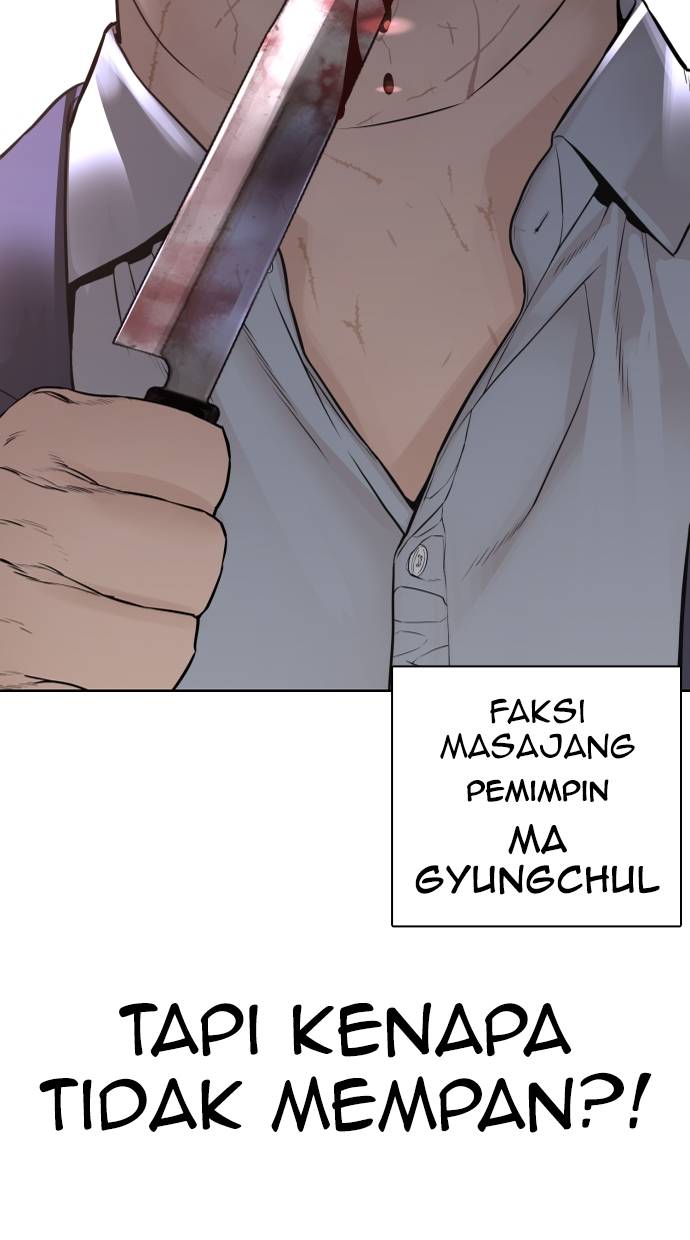 FAKSI
MASAJANG
PEMIMPIN
MA
GYUNGCHUL
TAPI KENAPA
TIDAK MEMPAN?!